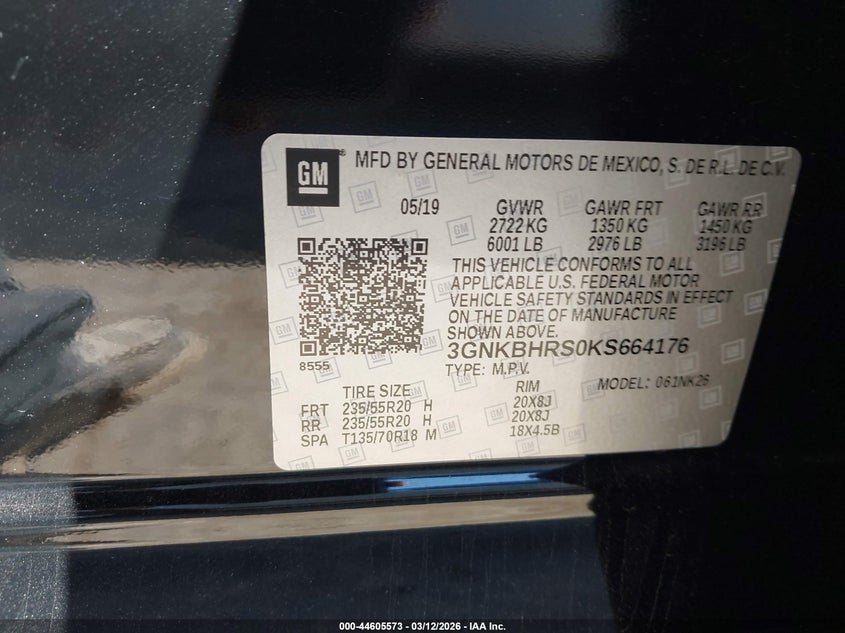 GM
MFD BY GENERAL MOTORS DE MEXICO, S. DE R.L. DE C.V.
05/19 GVWR GAWR FRT GAWR RR
2722 KG 1350 KG 1450 KG
6001 LB 2976 LB 3196 LB
THIS VEHICLE CONFORMS TO ALL
APPLICABLE U.S. FEDERAL MOTOR
VEHICLE SAFETY STANDARDS IN EFFECT
ON THE DATE OF MANUFACTURE
SHOWN ABOVE.
8555
3GNKBHRS0KS664176
TYPE: M.P.V. MODEL: 061NK26
TIRE SIZE RIM
FRT 235/55R20 H 20X8J
RR 235/55R20 H 20X8J
SPA T135/70R18 M 18X4.5B
000-44605573 - 03/12/2026 - IAA Inc.